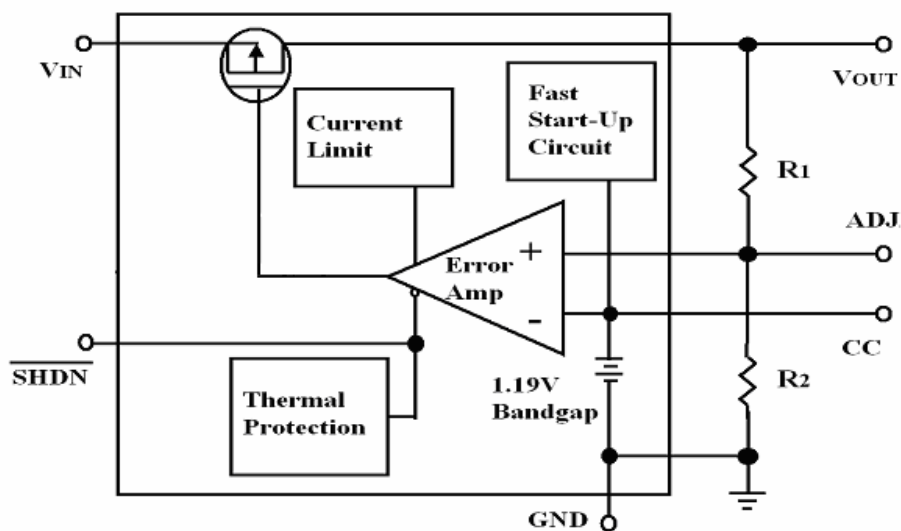 VIN
VOUT
Current
Limit
Fast
Start-Up
Circuit
R1
ADJ.
+
Error
Amp
-
SHDN
CC
1.19V
Bandgap
R2
Thermal
Protection
GND